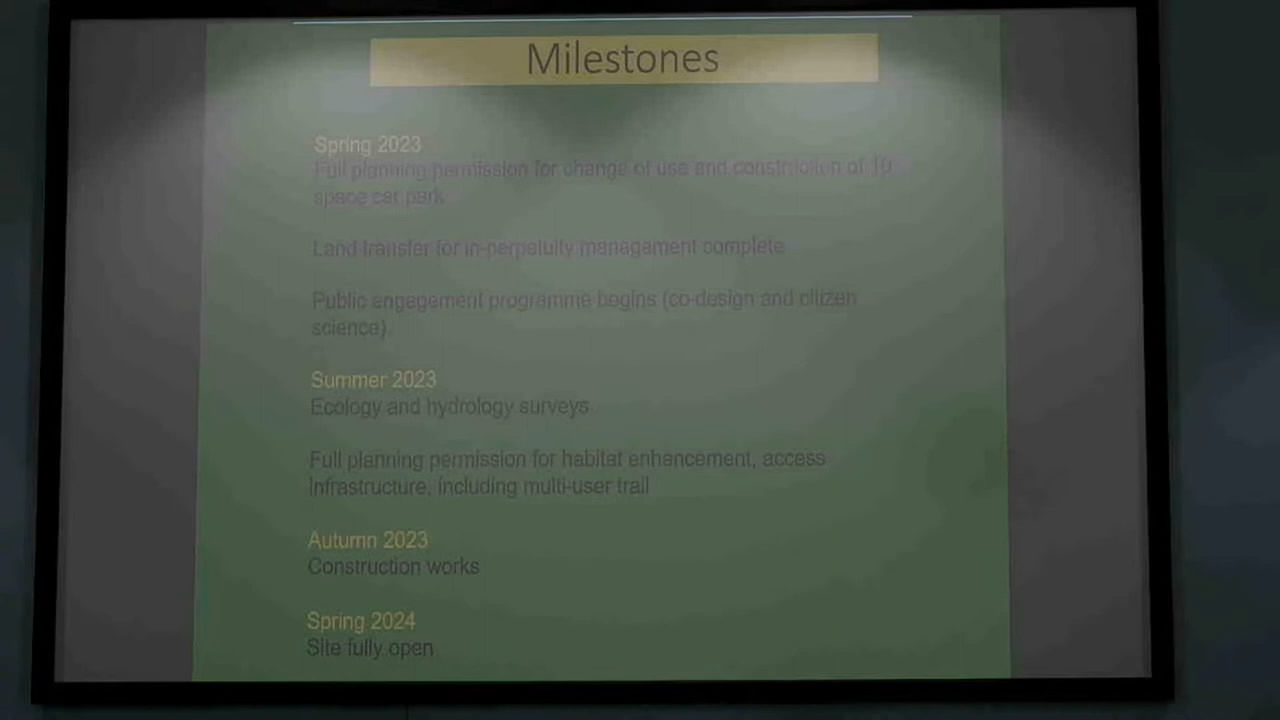 Milestones
Spring 2023
Full planning permission for change of use and construction of 10
space car park
Land transfer for in-perpetuity management complete
Public engagement programme begins (co-design and citizen
science)
Summer 2023
Ecology and hydrology surveys
Full planning permission for habitat enhancement, access
infrastructure, including multi-user trail
Autumn 2023
Construction works
Spring 2024
Site fully open